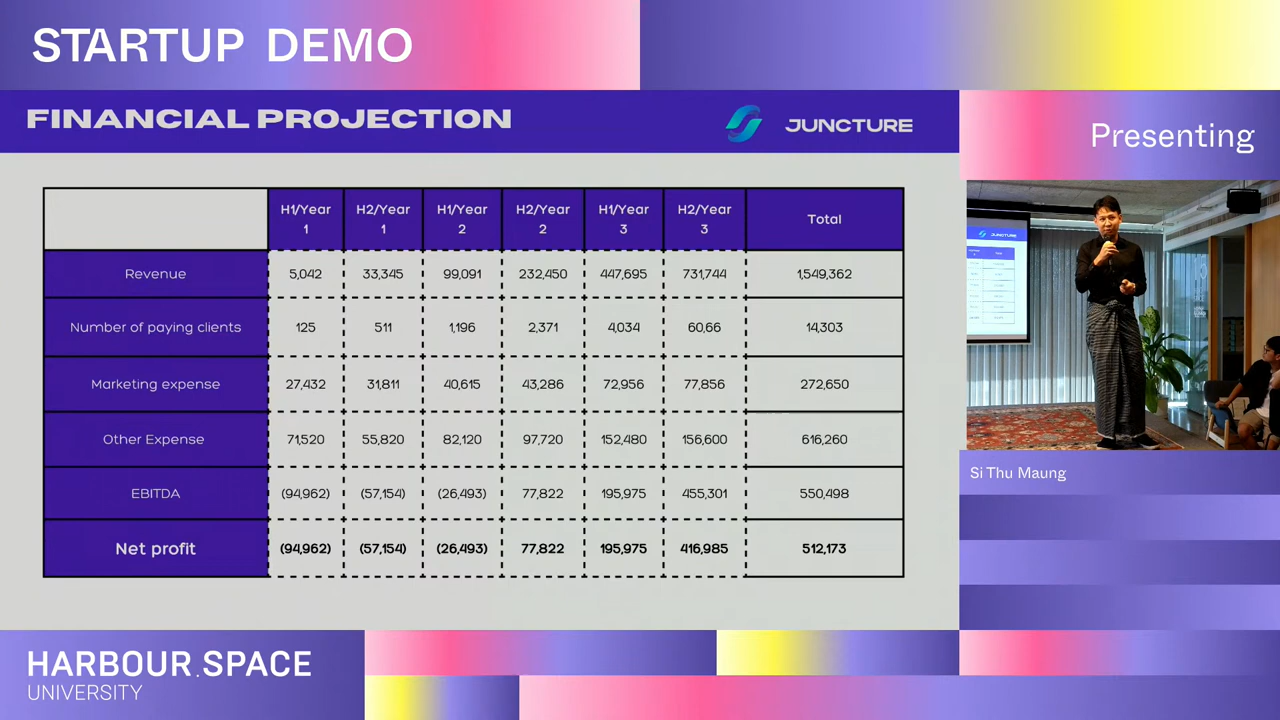 STARTUP DEMO
FINANCIAL PROJECTION
JUNCTURE
Presenting
H1/Year 1 H2/Year 1 H1/Year 2 H2/Year 2 H1/Year 3 H2/Year 3 Total
Revenue 33,345 232,450 447,695 731,744 1,549,362
Number of paying clients 125 511 1,196 2,371 4,034 60,66 14,303
Marketing expense 27,432 31,811 40,615 43,286 72,956 77,856 272,650
Other Expense 71,520 55,820 82,120 97,720 152,480 156,600 616,260
EBITDA (94,962) (57,154) (26,493) 77,822 195,975 455,301 550,498
Net profit (94,962) (57,154) (26,493) 77,822 195,975 416,985 512,173
JUNCTURE
Si Thu Maung
HARBOUR.SPACE
UNIVERSITY